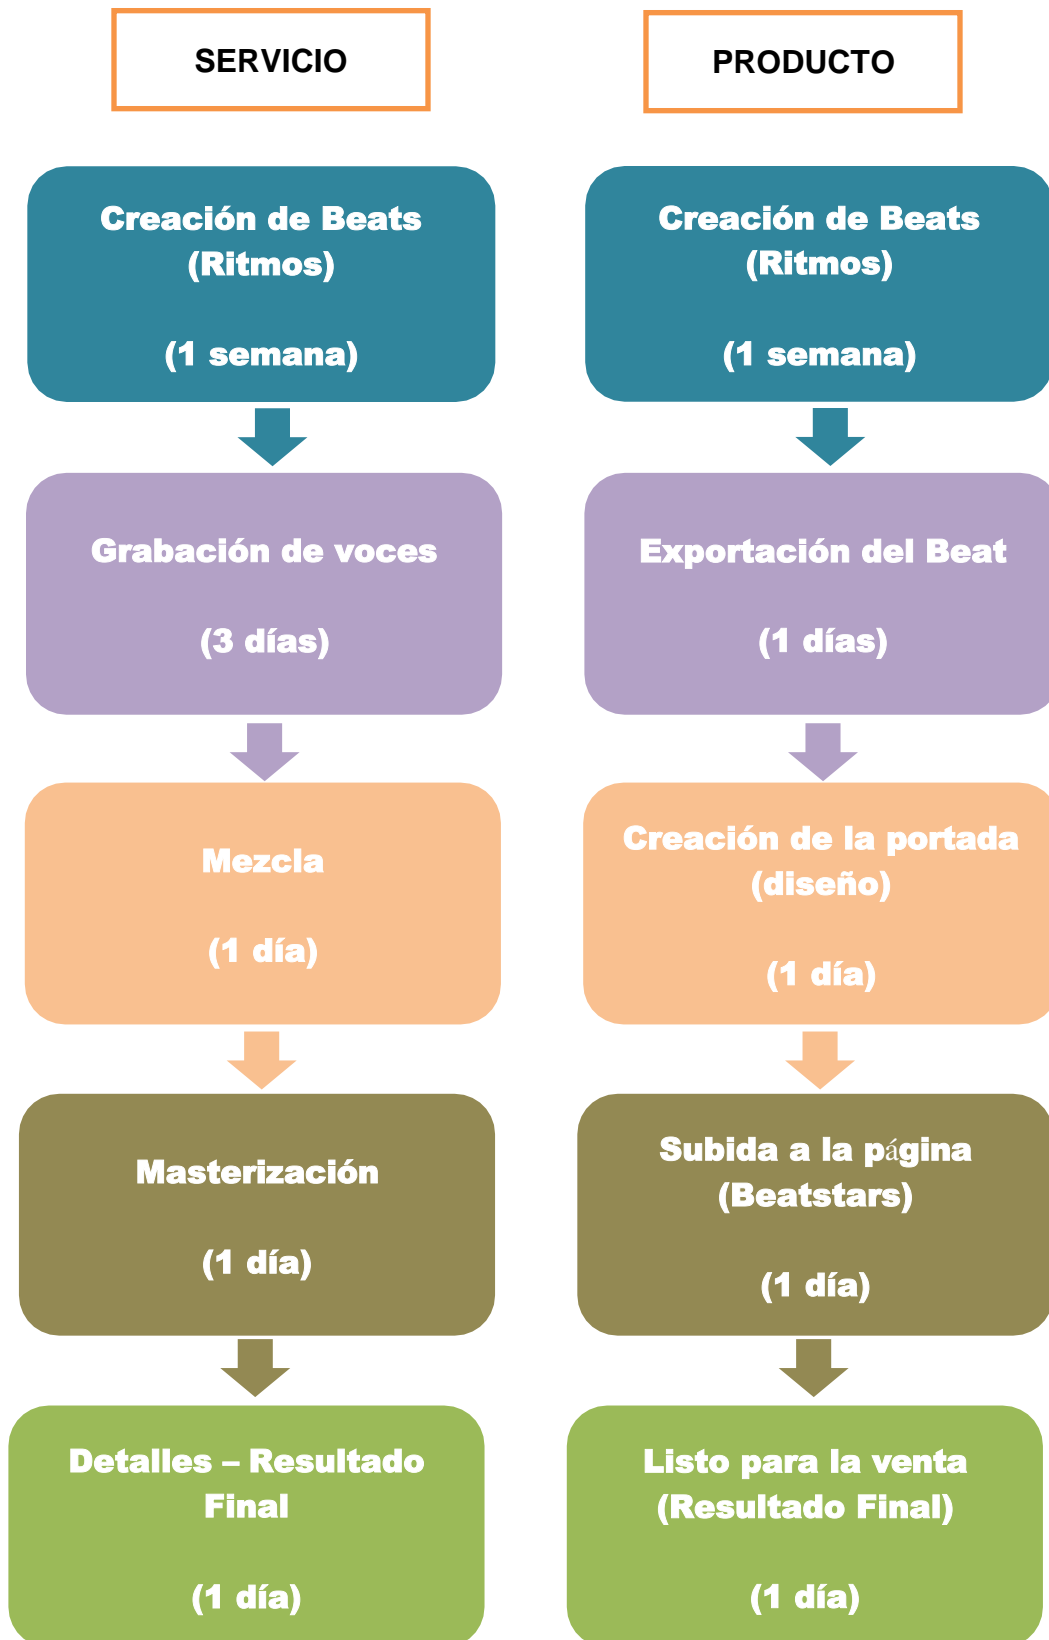 SERVICIO
Creación de Beats
(Ritmos)
(1 semana)
Grabación de voces
(3 días)
Mezcla
(1 día)
Masterización
(1 día)
Detalles – Resultado
Final
(1 día)
PRODUCTO
Creación de Beats
(Ritmos)
(1 semana)
Exportación del Beat
(1 días)
Creación de la portada
(diseño)
(1 día)
Subida a la página
(Beatstars)
(1 día)
Listo para la venta
(Resultado Final)
(1 día)